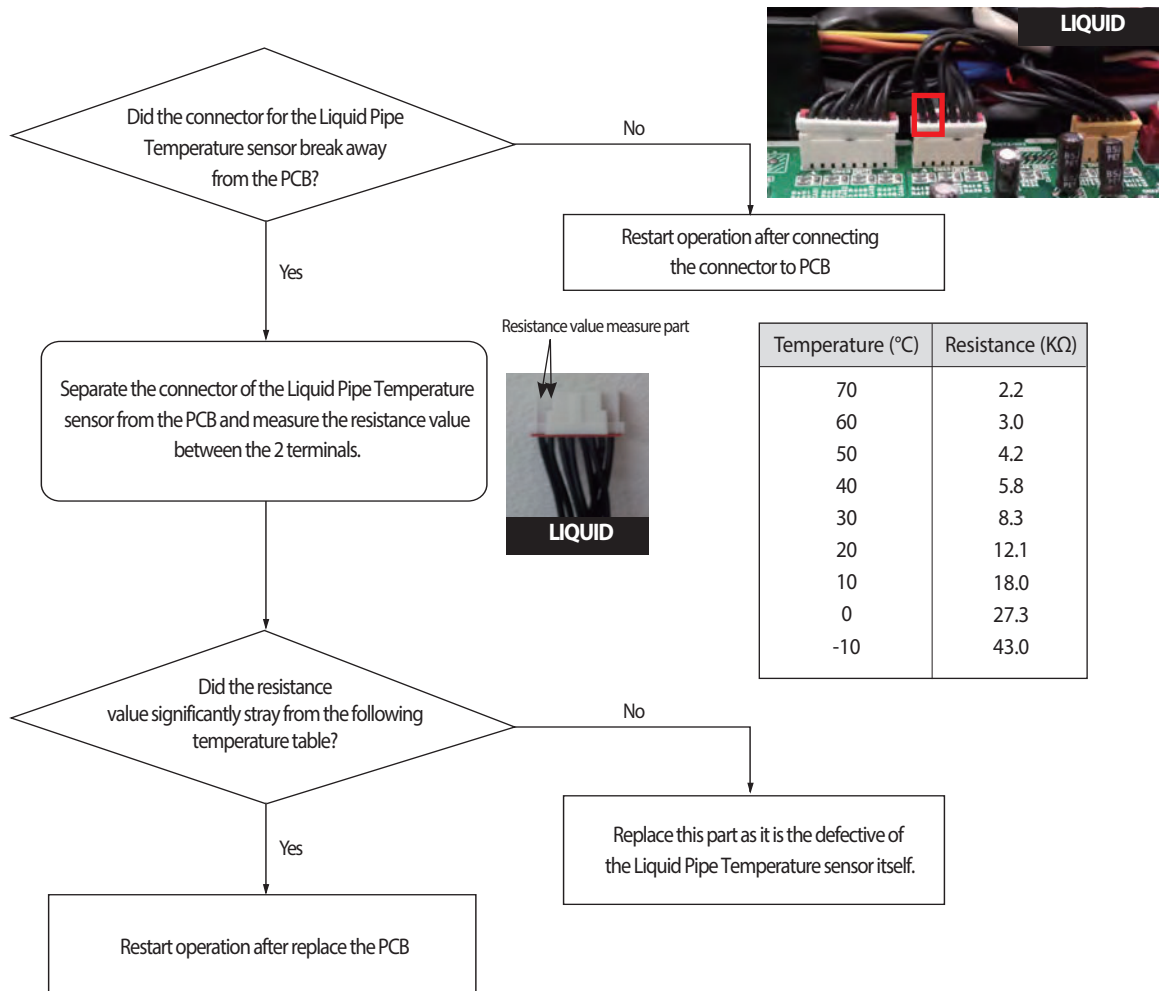 LIQUID
Did the connector for the Liquid Pipe
Temperature sensor break away
from the PCB?
No
Restart operation after connecting
the connector to PCB
Yes
Resistance value measure part
Separate the connector of the Liquid Pipe Temperature
sensor from the PCB and measure the resistance value
between the 2 terminals.
LIQUID
Temperature (°C) Resistance (KΩ)
70 2.2
60 3.0
50 4.2
40 5.8
30 8.3
20 12.1
10 18.0
0 27.3
-10 43.0
Did the resistance
value significantly stray from the following
temperature table?
No
Replace this part as it is the defective of
the Liquid Pipe Temperature sensor itself.
Yes
Restart operation after replace the PCB